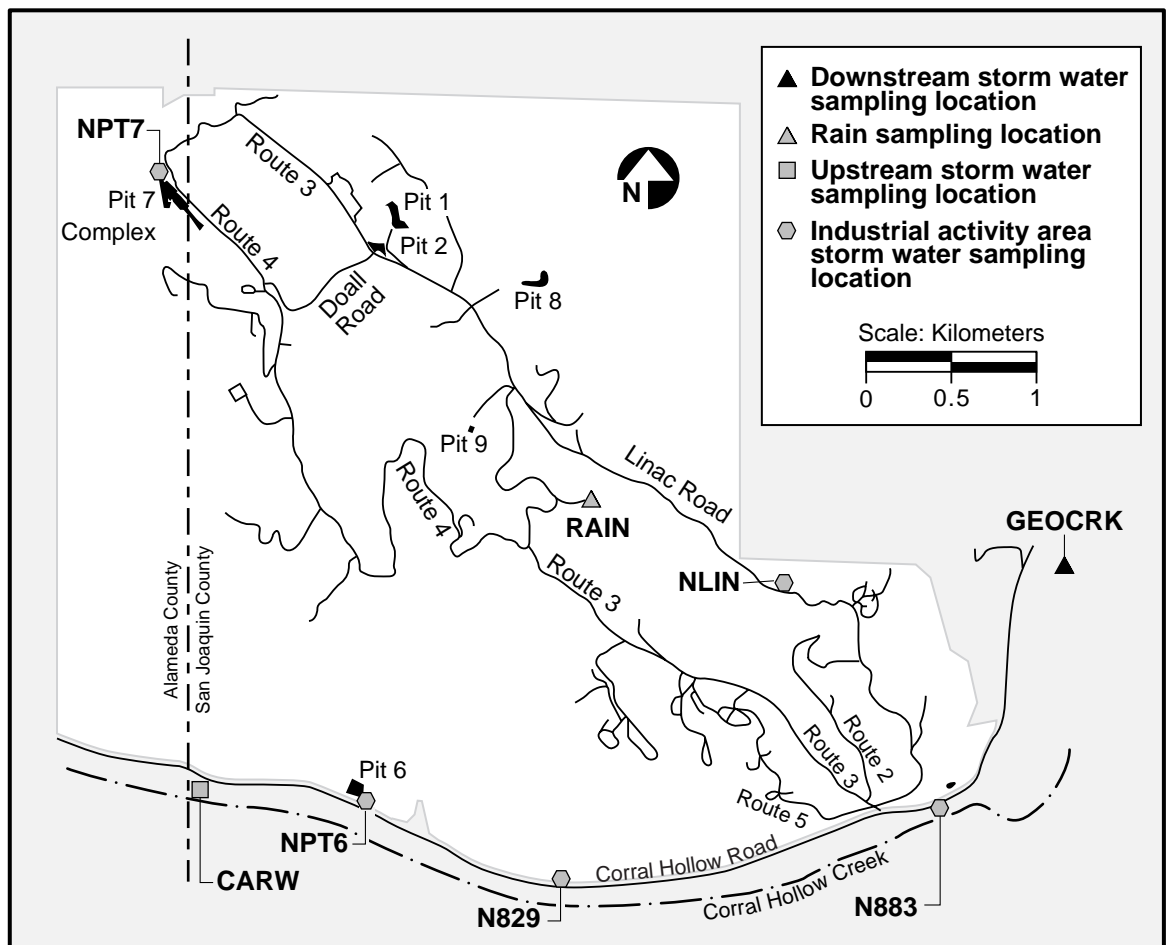 Downstream storm water
sampling location
Rain sampling location
Upstream storm water
sampling location
Industrial activity area
storm water sampling
location
Scale: Kilometers
0 0.5 1
N
NPT7
Route 3
Pit 7
Complex
Route 4
Pit 1
Pit 2
Doall
Road
Pit 8
Pit 9
Route 4
Linac Road
RAIN
GEOCRK
NLIN
Route 3
Alameda County
San Joaquin County
Pit 6
Route 2
Route 3
Route 5
NPT6
CARW
Corral Hollow Road
Corral Hollow Creek
N829
N883